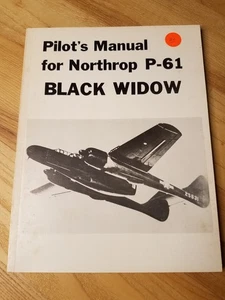 Pilot's Manual
for Northrop P-61
BLACK WIDOW